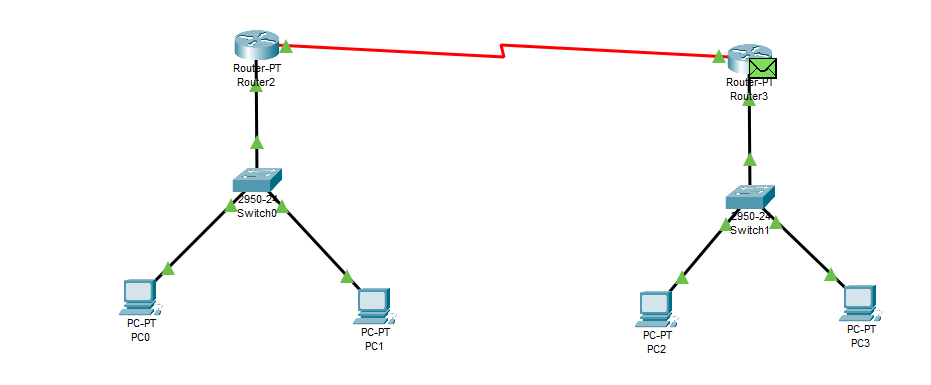 Router-PT
Router2
Router-PT
Router3
2950-24
Switch0
2950-24
Switch1
PC-PT
PC0
PC-PT
PC1
PC-PT
PC2
PC-PT
PC3